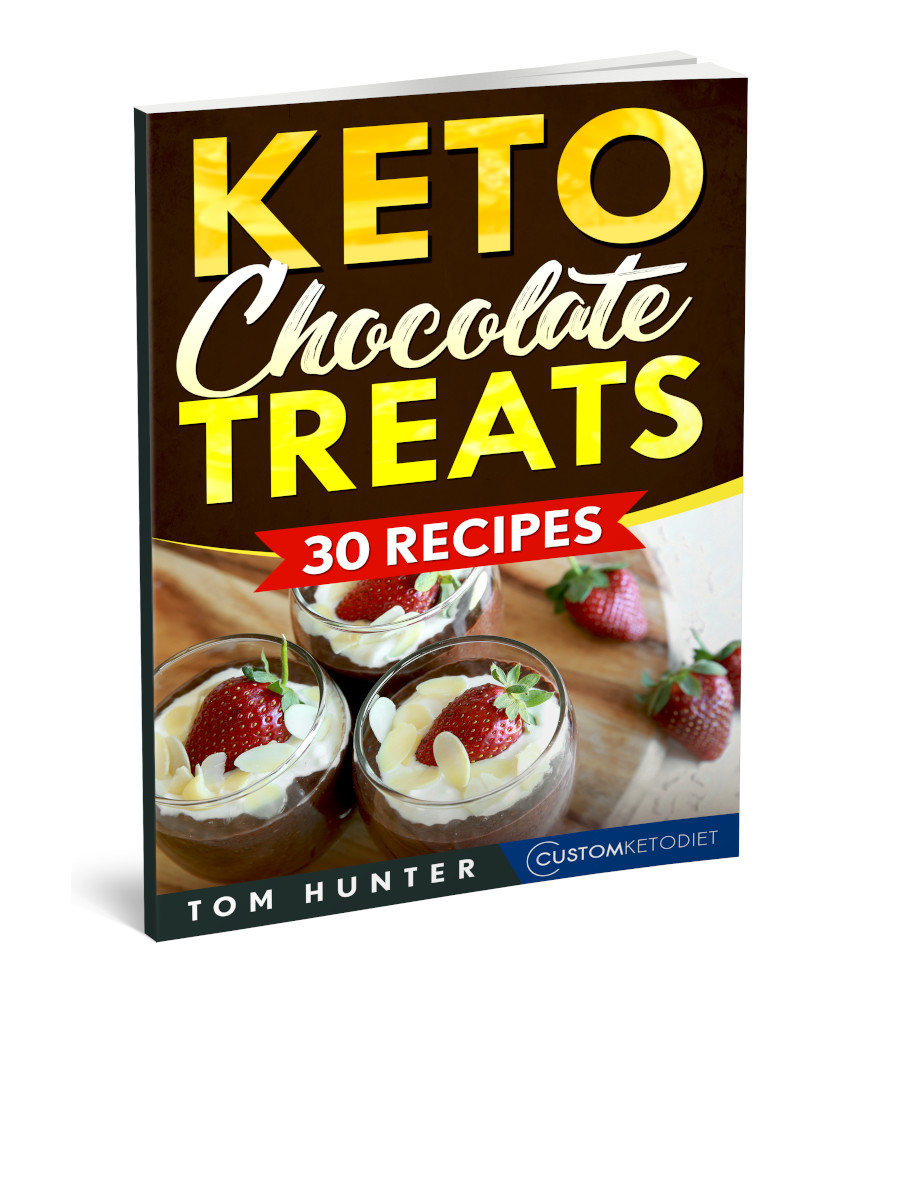 KETO
Chocolate
TREATS
30 RECIPES
TOM HUNTER
CUSTOMKETODIET